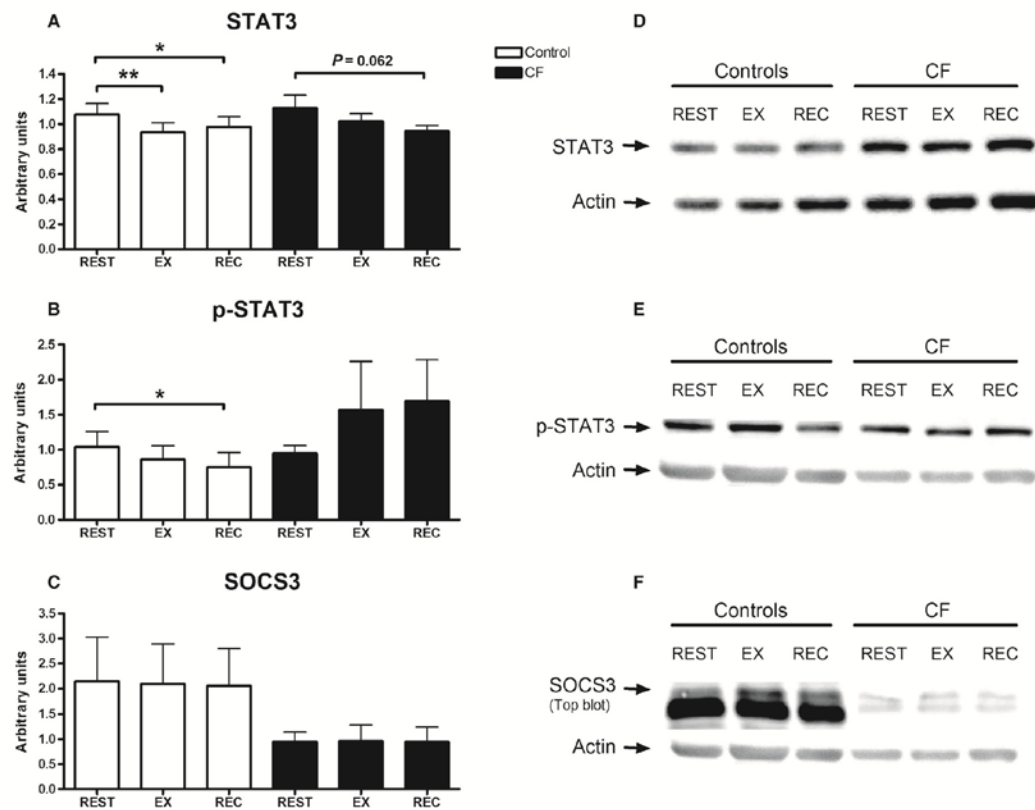 A
STAT3
*
**
P = 0.062
Control
CF
Arbitrary units
1.4
1.2
1.0
0.8
0.6
0.4
0.2
0.0
REST EX REC REST EX REC
B
p-STAT3
*
Arbitrary units
2.5
2.0
1.5
1.0
0.5
0.0
REST EX REC REST EX REC
C
SOCS3
Arbitrary units
3.5
3.0
2.5
2.0
1.5
1.0
0.5
0.0
REST EX REC REST EX REC
D
Controls CF
REST EX REC REST EX REC
STAT3
Actin
E
Controls CF
REST EX REC REST EX REC
p-STAT3
Actin
F
Controls CF
REST EX REC REST EX REC
SOCS3
(Top blot)
Actin